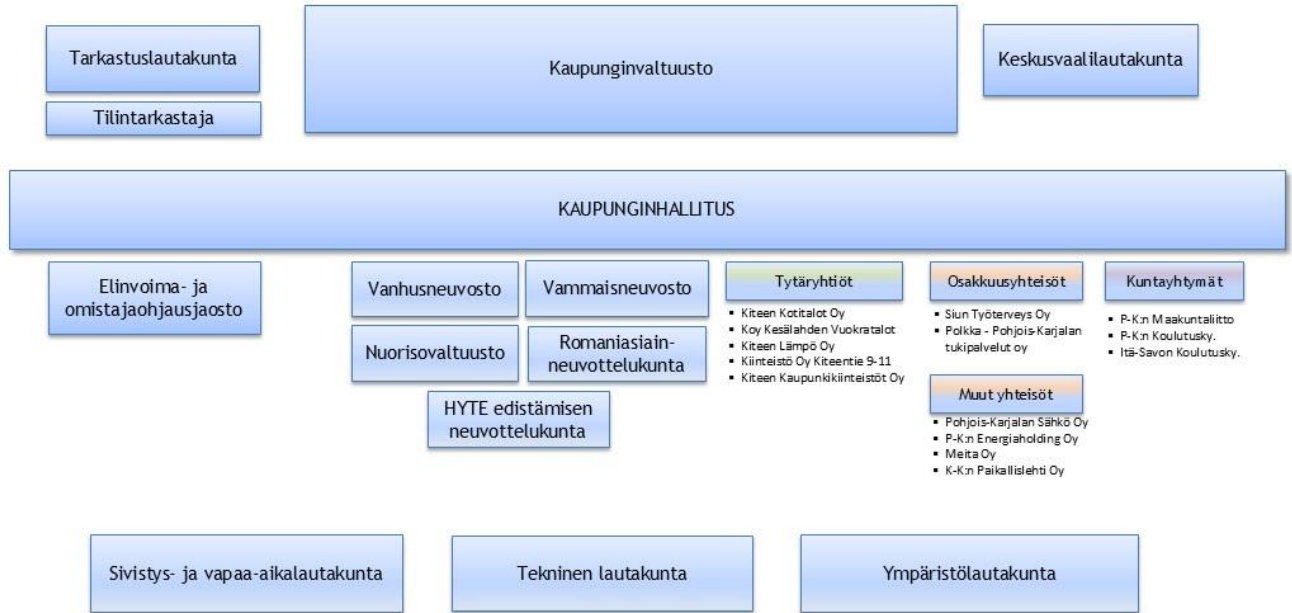 Tarkastuslautakunta
Tilintarkastaja
Kaupunginvaltuusto
Keskusvaalilautakunta
KAUPUNGINHALLITUS
Elinvoima- ja
omistajaohjausjaosto
Vanhusneuvosto
Vammaisneuvosto
Nuorisovaltuusto
Romaniasiain-
neuvottelukunta
HYTE edistämisen
neuvottelukunta
Tytäryhtiöt
▪ Kiteen Kotitalot Oy
▪ Koy Kesälahden Vuokratalot
▪ Kiteen Lämpö Oy
▪ Kiinteistö Oy Kiteentie 9-11
▪ Kiteen Kaupunkikiinteistöt Oy
Osakkuusyhteisöt
▪ Siun Työterveys Oy
▪ Polkka - Pohjois-Karjalan
tukipalvelut oy
Muut yhteisöt
▪ Pohjois-Karjalan Sähkö Oy
▪ P-K:n Energiaholding Oy
▪ Meita Oy
▪ K-K:n Paikallislehti Oy
Kuntayhtymät
▪ P-K:n Maakuntaliitto
▪ P-K:n Koulutusky.
▪ Itä-Savon Koulutusky.
Sivistys- ja vapaa-aikalautakunta
Tekninen lautakunta
Ympäristölautakunta